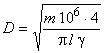 D = √(m 10⁶ · 4 / π l γ)